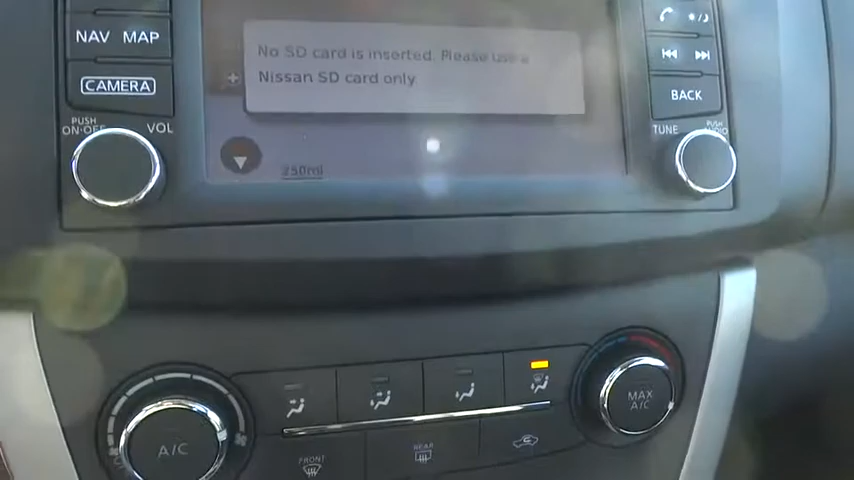 NAV MAP
CAMERA
PUSH
ON·OFF VOL
No SD card is inserted. Please use a
Nissan SD card only.
250mi
BACK
TUNE PUSH
A/C
FRONT
REAR
MAX
A/C